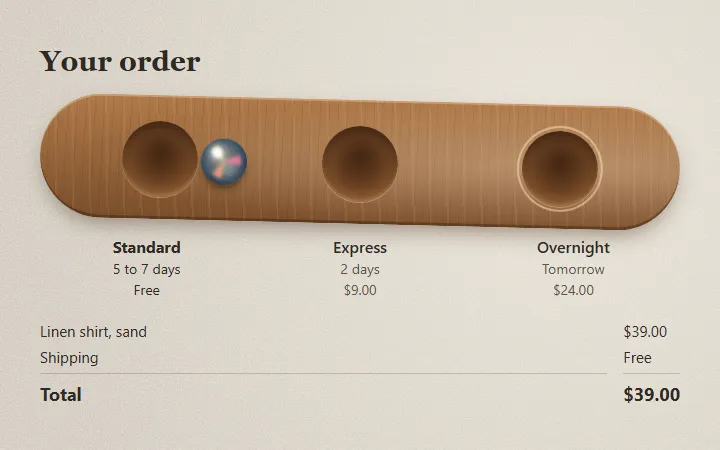 Your order
Standard
5 to 7 days
Free
Express
2 days
$9.00
Overnight
Tomorrow
$24.00
Linen shirt, sand $39.00
Shipping Free
Total $39.00